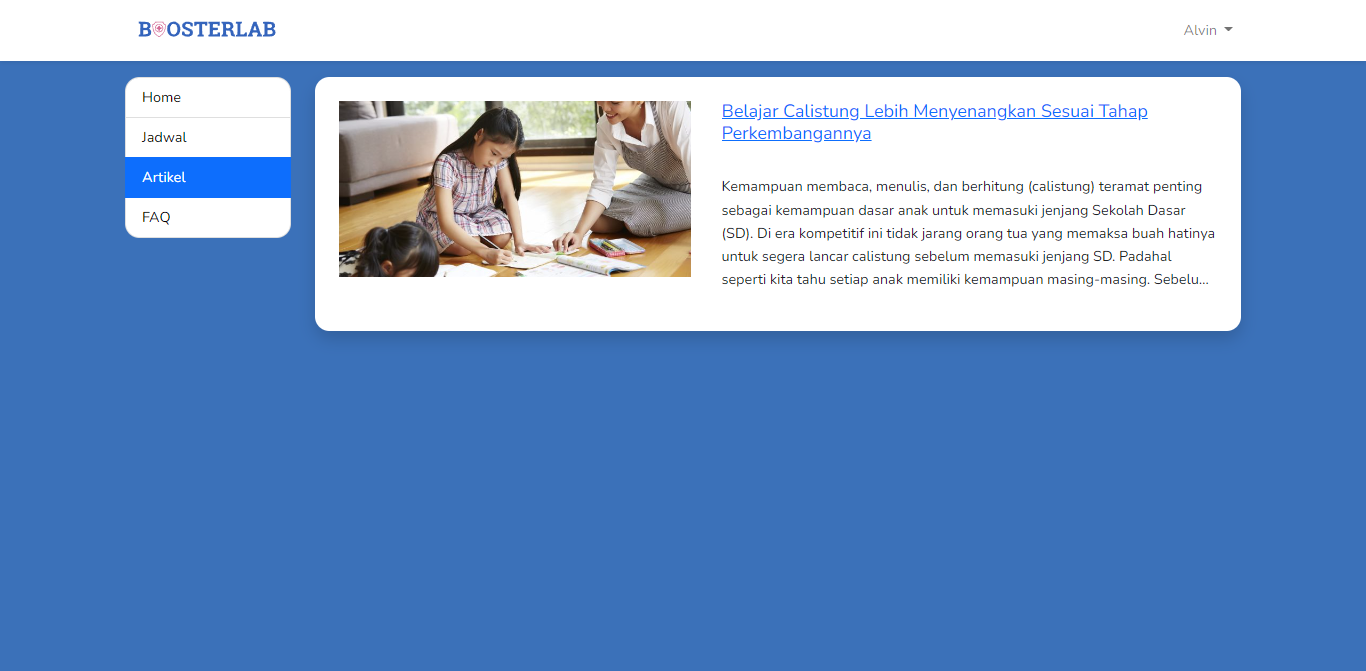 BOOSTERLAB
Alvin
Home
Jadwal
Artikel
FAQ
Belajar Calistung Lebih Menyenangkan Sesuai Tahap
Perkembangannya
Kemampuan membaca, menulis, dan berhitung (calistung) teramat penting
sebagai kemampuan dasar anak untuk memasuki jenjang Sekolah Dasar
(SD). Di era kompetitif ini tidak jarang orang tua yang memaksa buah hatinya
untuk segera lancar calistung sebelum memasuki jenjang SD. Padahal
seperti kita tahu setiap anak memiliki kemampuan masing-masing. Sebelu...